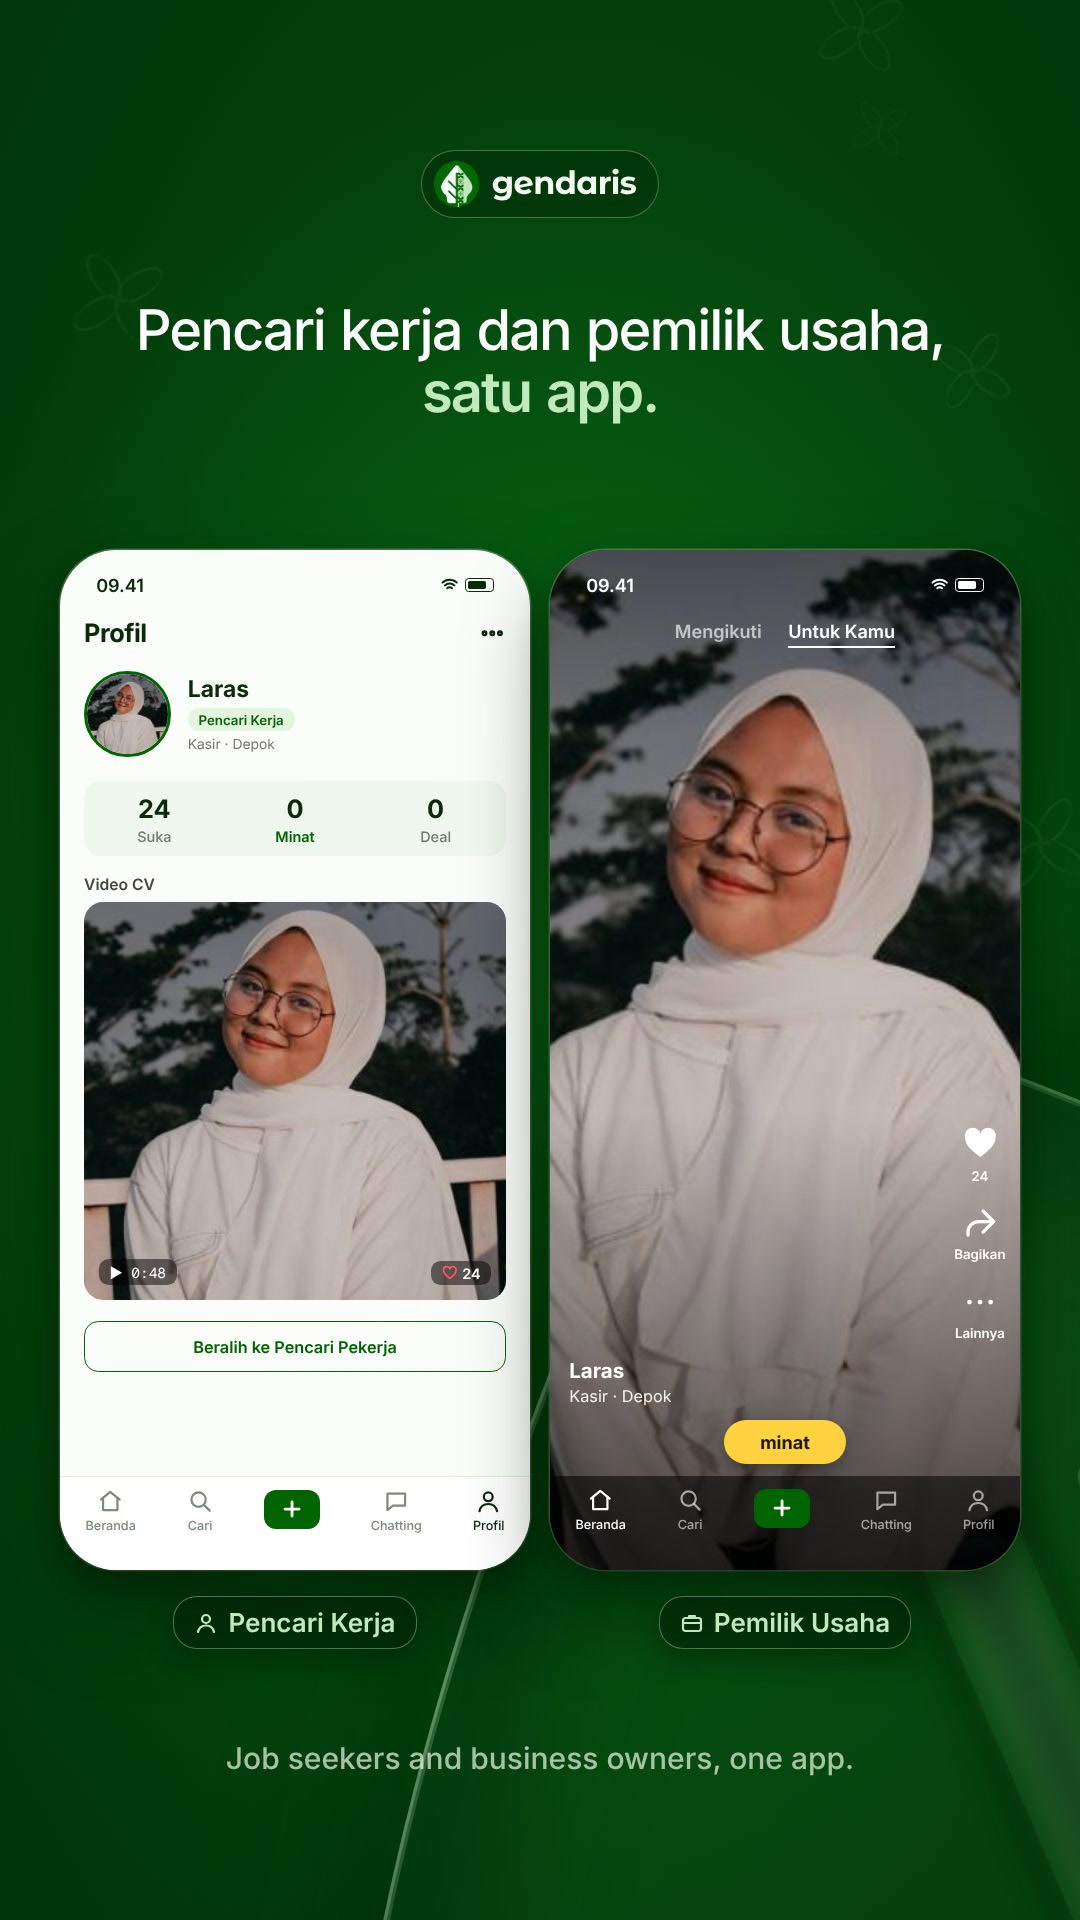 gendaris
Pencari kerja dan pemilik usaha,
satu app.
09.41
Profil
Laras
Pencari Kerja
Kasir · Depok
24
0
0
Suka
Minat
Deal
Video CV
0:48
24
Beralih ke Pencari Pekerja
Beranda
Cari
Chatting
Profil
09.41
Mengikuti
Untuk Kamu
24
Bagikan
Lainnya
Laras
Kasir · Depok
minat
Beranda
Cari
Chatting
Profil
Pencari Kerja
Pemilik Usaha
Job seekers and business owners, one app.